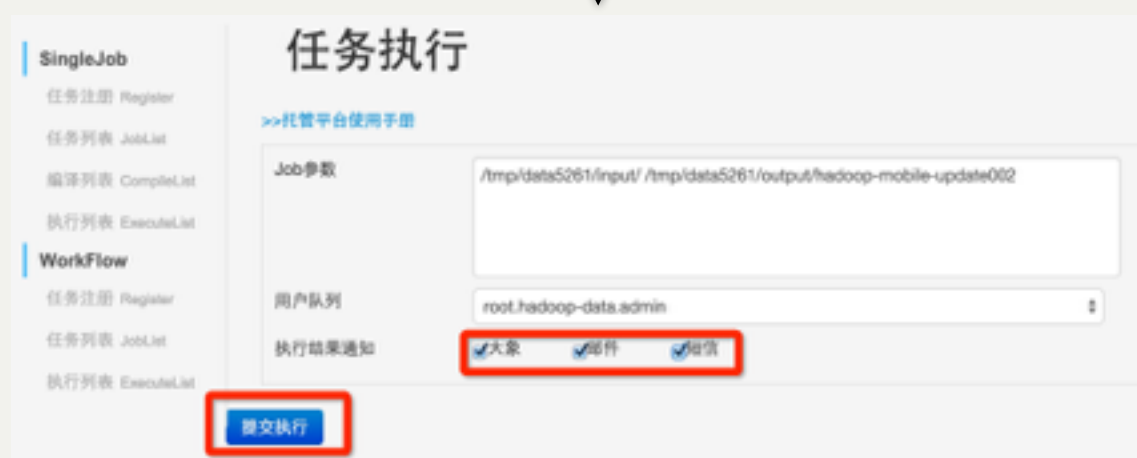 SingleJob
任务注册 Register
任务列表 JobList
编译列表 CompileList
执行列表 ExecuteList
WorkFlow
任务注册 Register
任务列表 JobList
执行列表 ExecuteList
任务执行
>>托管平台使用手册
Job参数
/tmp/data5261/input/ /tmp/data5261/output/hadoop-mobile-update002
用户队列
root.hadoop-data.admin
执行结果通知
大象 邮件 短信
提交执行